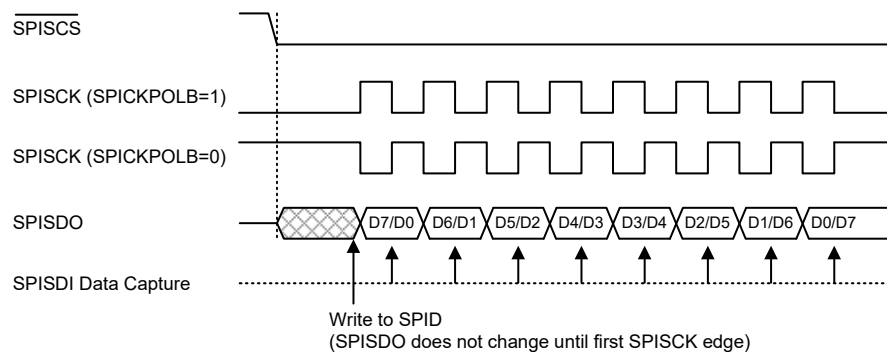 SPISCS
SPISCK (SPICKPOLB=1)
SPISCK (SPICKPOLB=0)
SPISDO
D7/D0 D6/D1 D5/D2 D4/D3 D3/D4 D2/D5 D1/D6 D0/D7
SPISDI Data Capture
Write to SPID
(SPISDO does not change until first SPISCK edge)